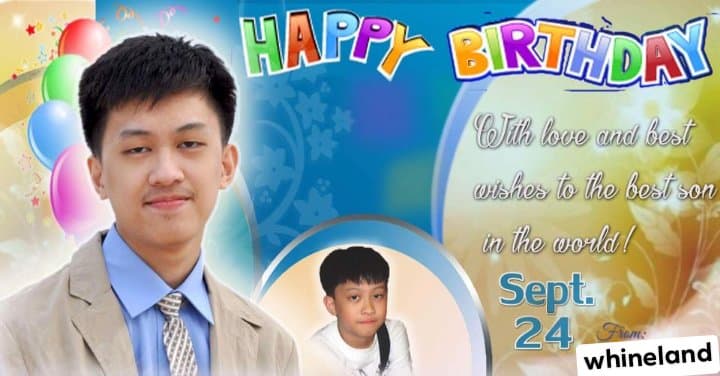 HAPPY BIRTHDAY
With love and best
wishes to the best son
in the world!
Sept.
24
From:
whineland